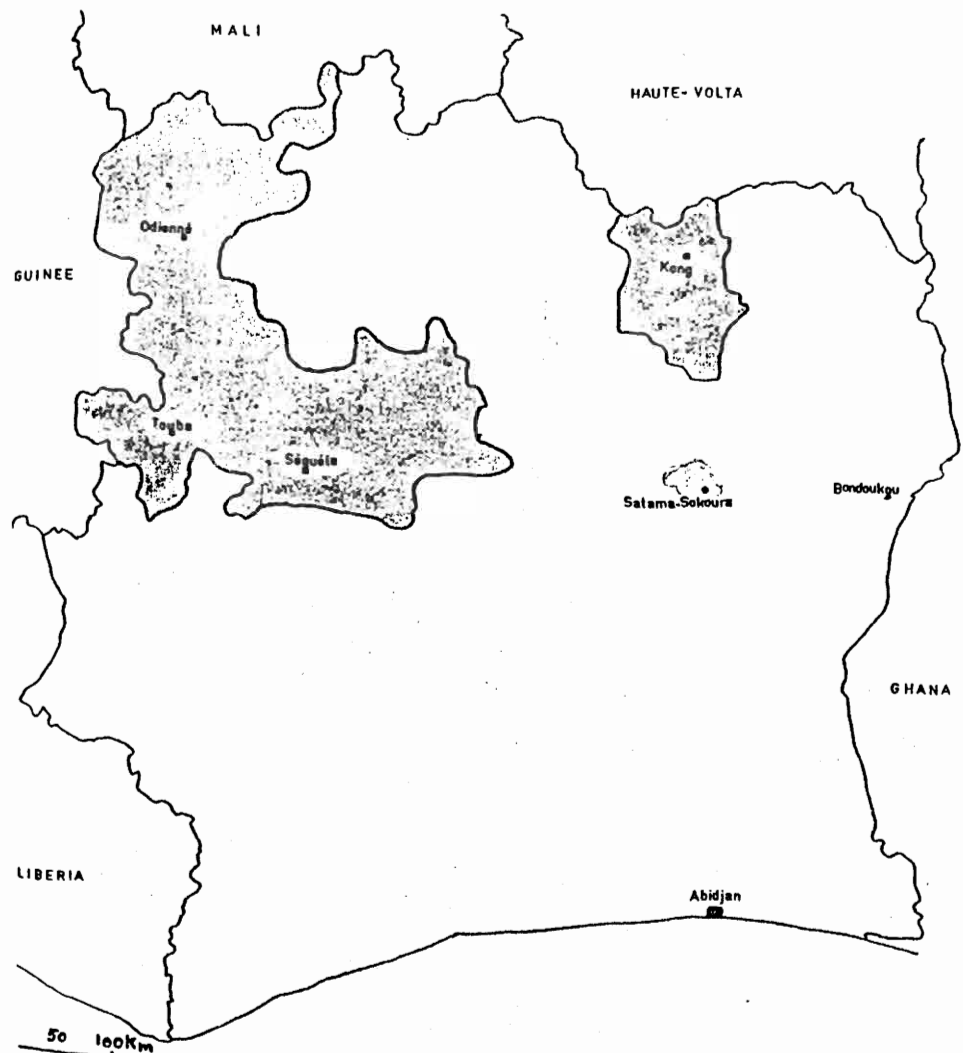 MALI
HAUTE-VOLTA
Odienné
GUINEE
Kong
Touba
Séguéla
Satama-Sokoura
Bondoukou
GHANA
LIBERIA
Abidjan
50 100Km